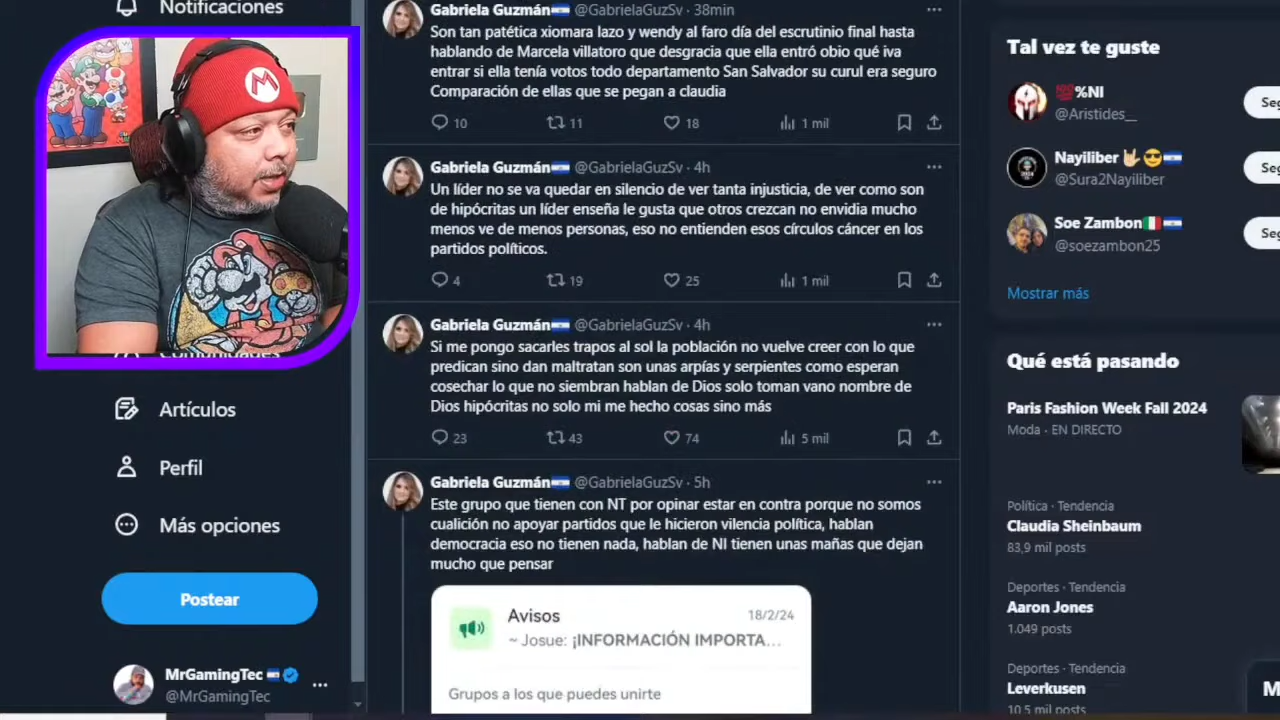 Notificaciones
Comunidades
Artículos
Perfil
Más opciones
Postear
MrGamingTec
@MrGamingTec
M
Gabriela Guzmán @GabrielaGuzSv · 38min
Son tan patética xiomara lazo y wendy al faro día del escrutinio final hasta
hablando de Marcela villatoro que desgracia que ella entró obio qué iva
entrar si ella tenía votos todo departamento San Salvador su curul era seguro
Comparación de ellas que se pegan a claudia
10 11 18 1 mil
Gabriela Guzmán @GabrielaGuzSv · 4h
Un líder no se va quedar en silencio de ver tanta injusticia, de ver como son
de hipócritas un líder enseña le gusta que otros crezcan no envidia mucho
menos ve de menos personas, eso no entienden esos círculos cáncer en los
partidos políticos.
4 19 25 1 mil
Gabriela Guzmán @GabrielaGuzSv · 4h
Si me pongo sacarles trapos al sol la población no vuelve creer con lo que
predican sino dan maltratan son unas arpías y serpientes como esperan
cosechar lo que no siembran hablan de Dios solo toman vano nombre de
Dios hipócritas no solo mi me hecho cosas sino más
23 43 74 5 mil
Gabriela Guzmán @GabrielaGuzSv · 5h
Este grupo que tienen con NT por opinar estar en contra porque no somos
cualición no apoyar partidos que le hicieron vilencia política, hablan
democracia eso no tienen nada, hablan de NI tienen unas mañas que dejan
mucho que pensar
Avisos 18/2/24
~ Josue: ¡INFORMACIÓN IMPORTA...
Grupos a los que puedes unirte
Tal vez te guste
💯%NI
@Aristides__
Seg
Nayiliber
@Sura2Nayiliber
Seg
Soe Zambon
@soezambon25
Seg
Mostrar más
Qué está pasando
Paris Fashion Week Fall 2024
Moda · EN DIRECTO
Política · Tendencia
Claudia Sheinbaum
83,9 mil posts
Deportes · Tendencia
Aaron Jones
1.049 posts
Deportes · Tendencia
Leverkusen
10,5 mil posts
M